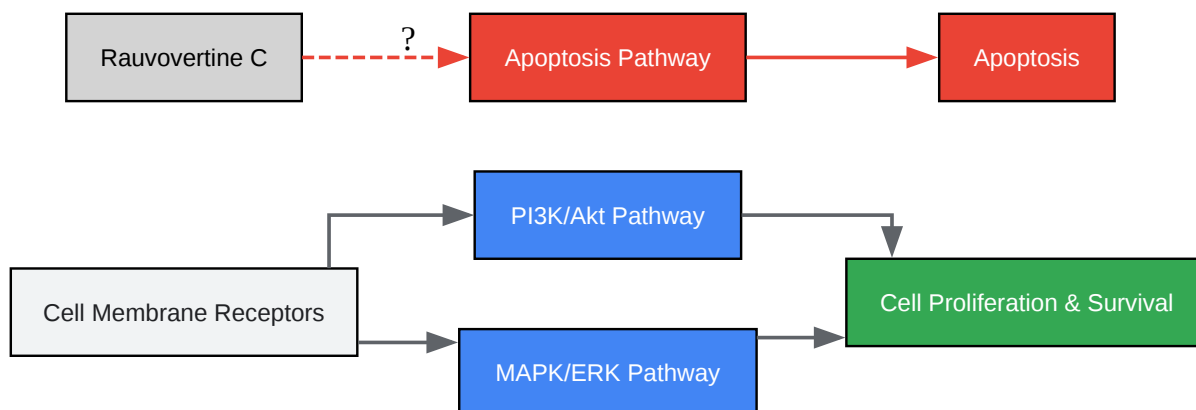 ?
Rauvovertine C
Apoptosis Pathway
Apoptosis
PI3K/Akt Pathway
Cell Membrane Receptors
Cell Proliferation & Survival
MAPK/ERK Pathway